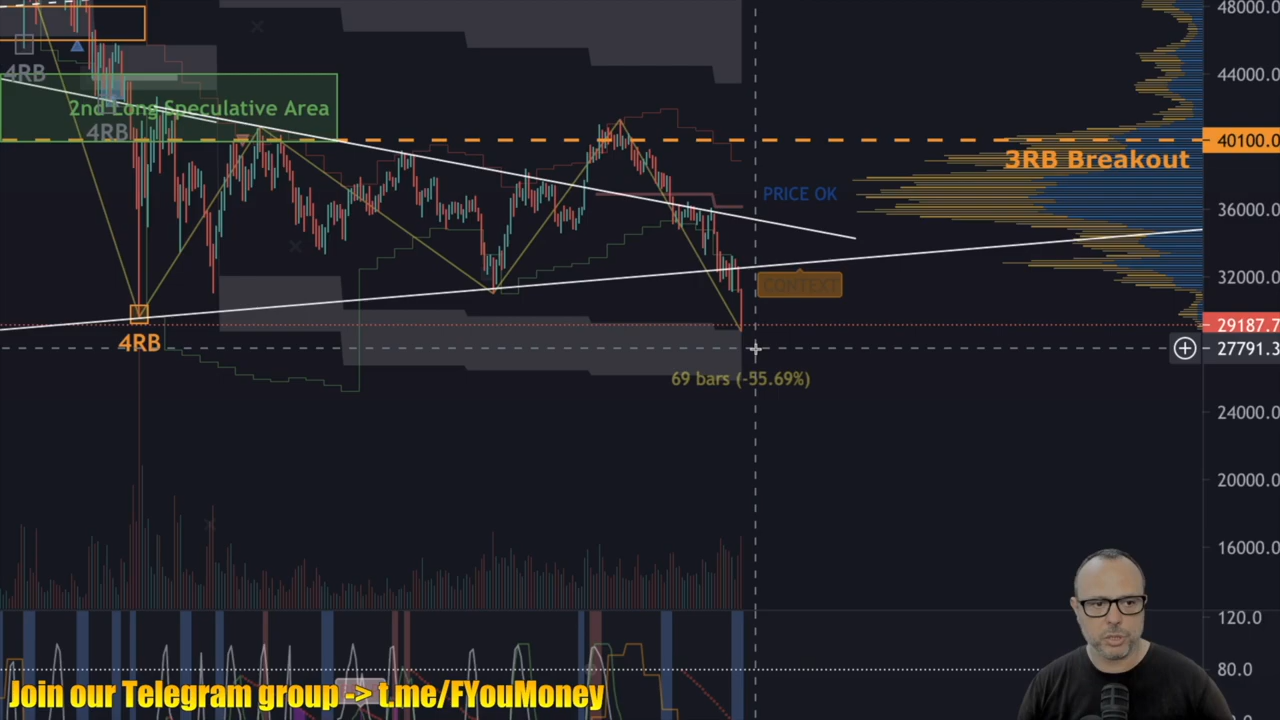 48000.0
4RB
44000.0
2nd Long Speculative Area
4RB
40100.0
3RB Breakout
PRICE OK
36000.0
32000.0
CONTEXT
29187.7
4RB
27791.3
69 bars (-55.69%)
24000.0
20000.0
16000.0
120.0
80.0
Join our Telegram group -> t.me/FYouMoney